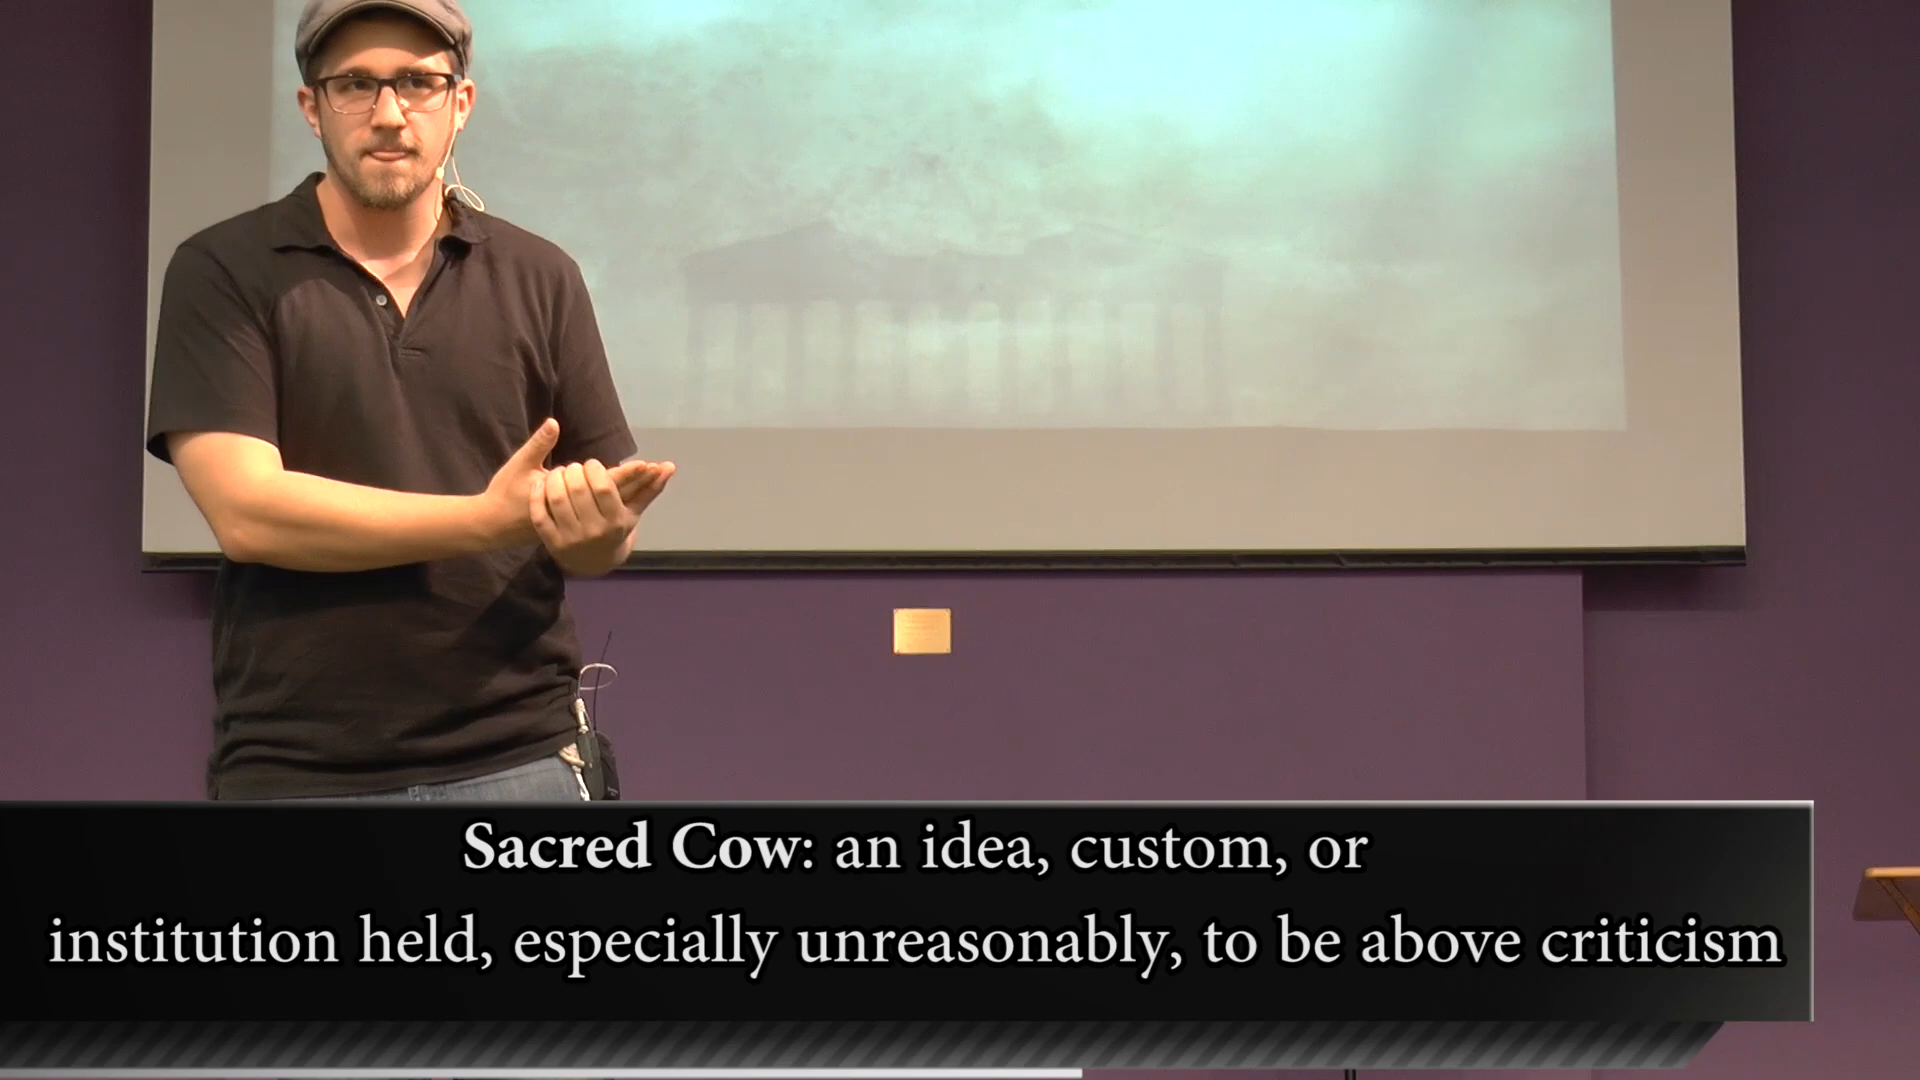 Sacred Cow: an idea, custom, or
institution held, especially unreasonably, to be above criticism